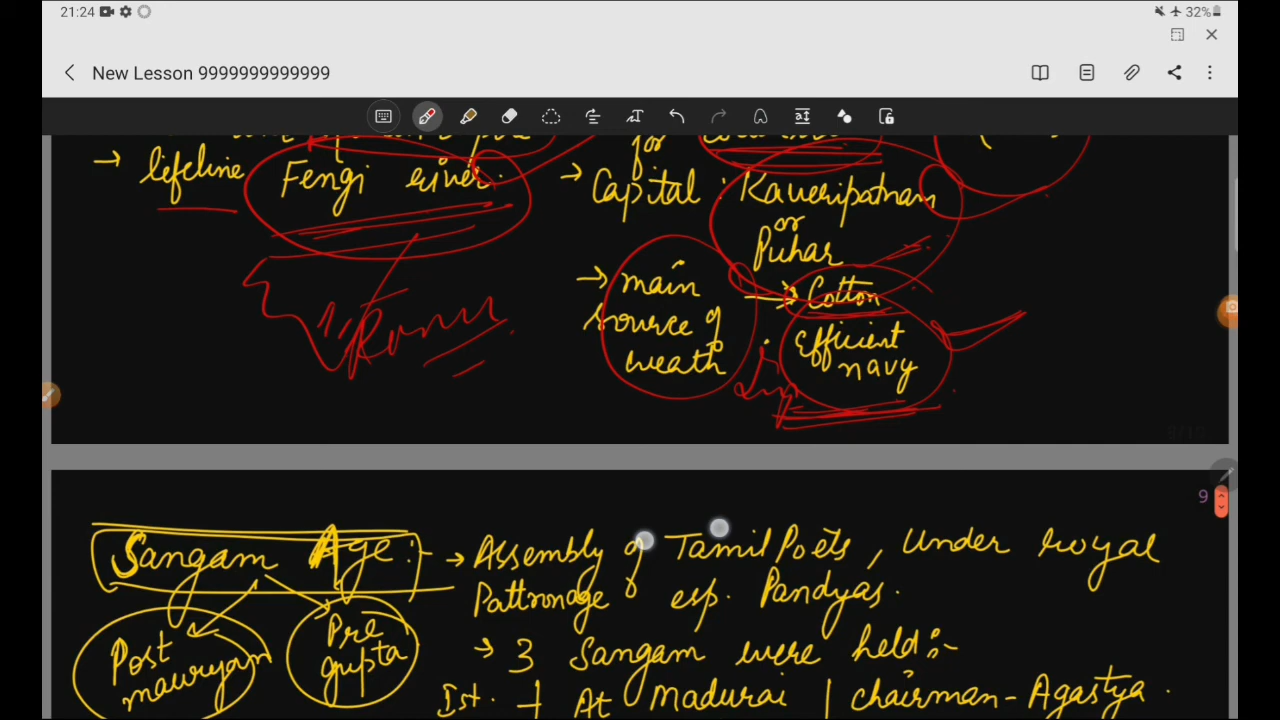 21:24
32%
New Lesson 9999999999999
→ lifeline Fengi river.
for
→ Capital : Kaveripatnam
or
Puhar
→ main → Cotton
source of : Efficient
weath navy
9
Sangam Age :- → Assembly of Tamil Poets, Under royal
Pattronage esp. Pandyas.
Post mauryan
Pre gupta
→ 3 Sangam were held :-
Ist. At Madurai / Chairman - Agastya.